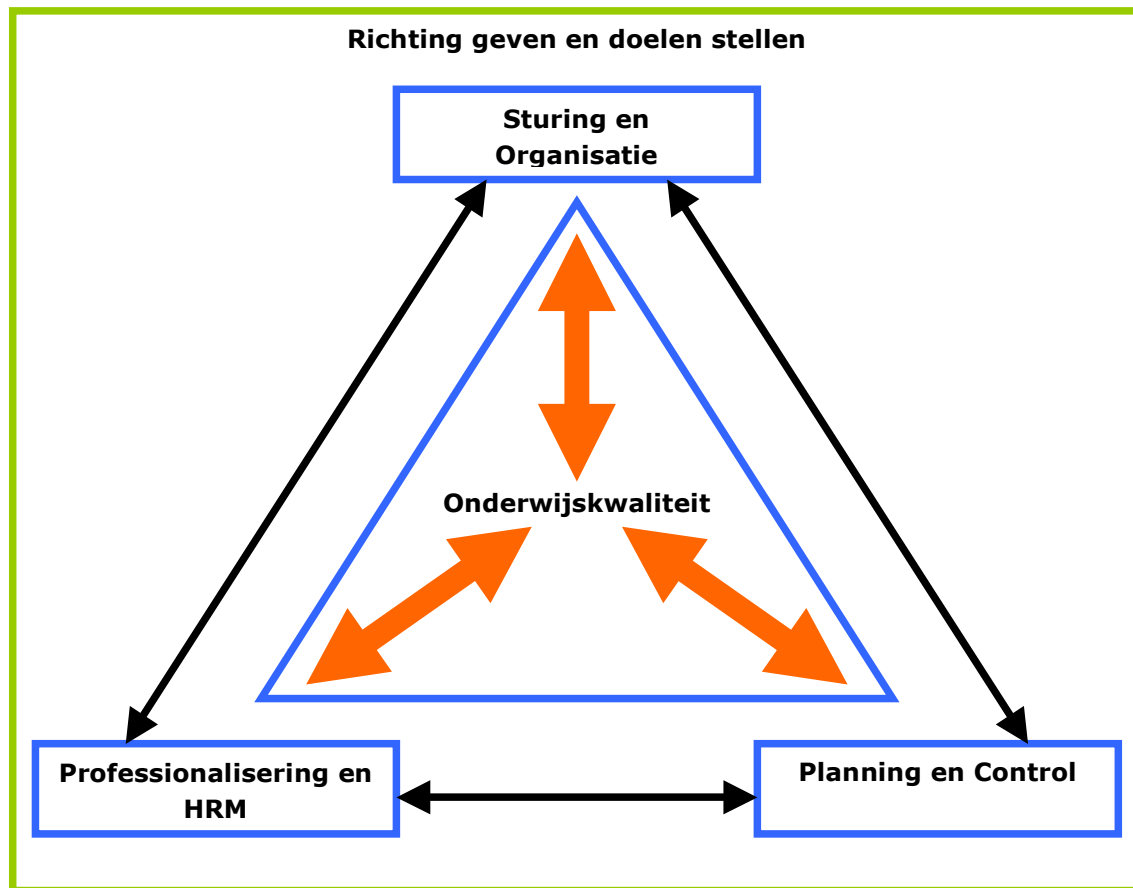 Richting geven en doelen stellen
Sturing en
Organisatie
Onderwijskwaliteit
Professionalisering en
HRM
Planning en Control